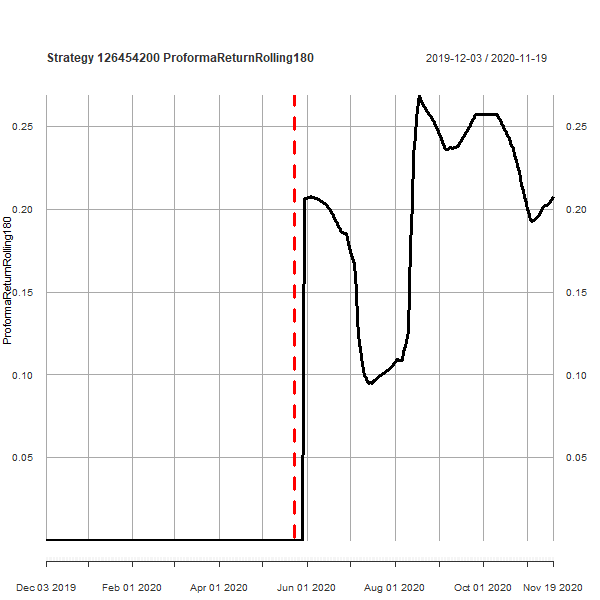 Strategy 126454200 ProformaReturnRolling180
2019-12-03 / 2020-11-19
0.25
0.25
0.20
0.20
ProformaReturnRolling180
0.15
0.15
0.10
0.10
0.05
0.05
Dec 03 2019
Feb 01 2020
Apr 01 2020
Jun 01 2020
Aug 01 2020
Oct 01 2020
Nov 19 2020